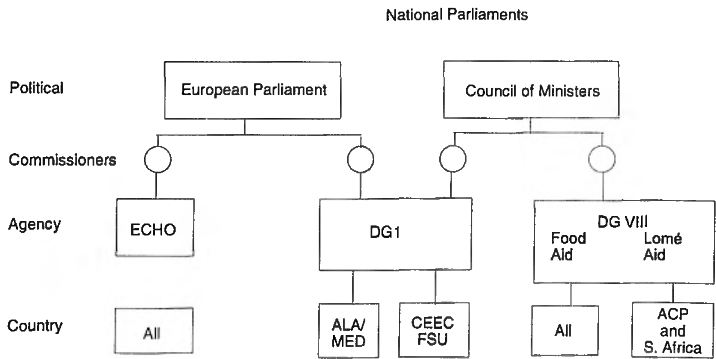 National Parliaments
Political
European Parliament
Council of Ministers
Commissioners
Agency
ECHO
DG1
DG VIII
Food
Aid
Lomé
Aid
Country
All
ALA/
MED
CEEC
FSU
All
ACP
and
S. Africa